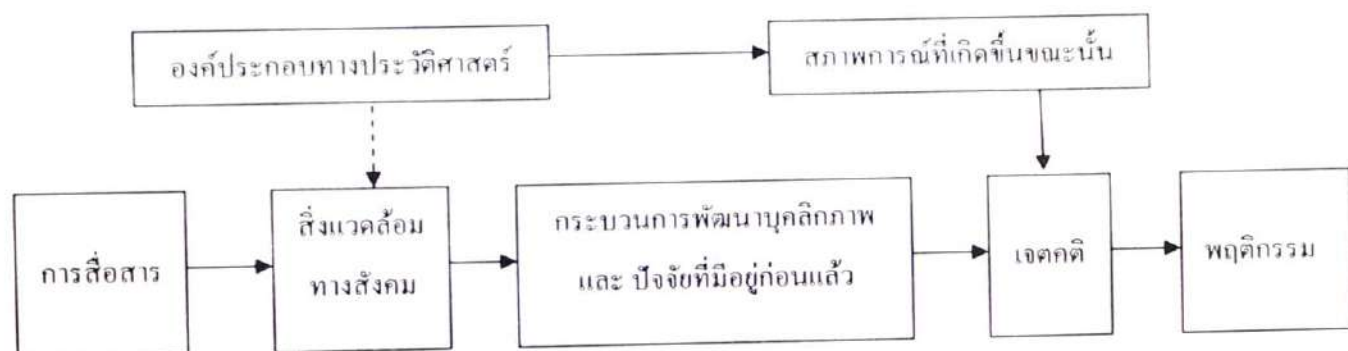 องค์ประกอบทางประวัติศาสตร์
สภาพการณ์ที่เกิดขึ้นขณะนั้น
การสื่อสาร
สิ่งแวดล้อม
ทางสังคม
กระบวนการพัฒนาบุคลิกภาพ
และ ปัจจัยที่มีอยู่ก่อนแล้ว
เจตคติ
พฤติกรรม